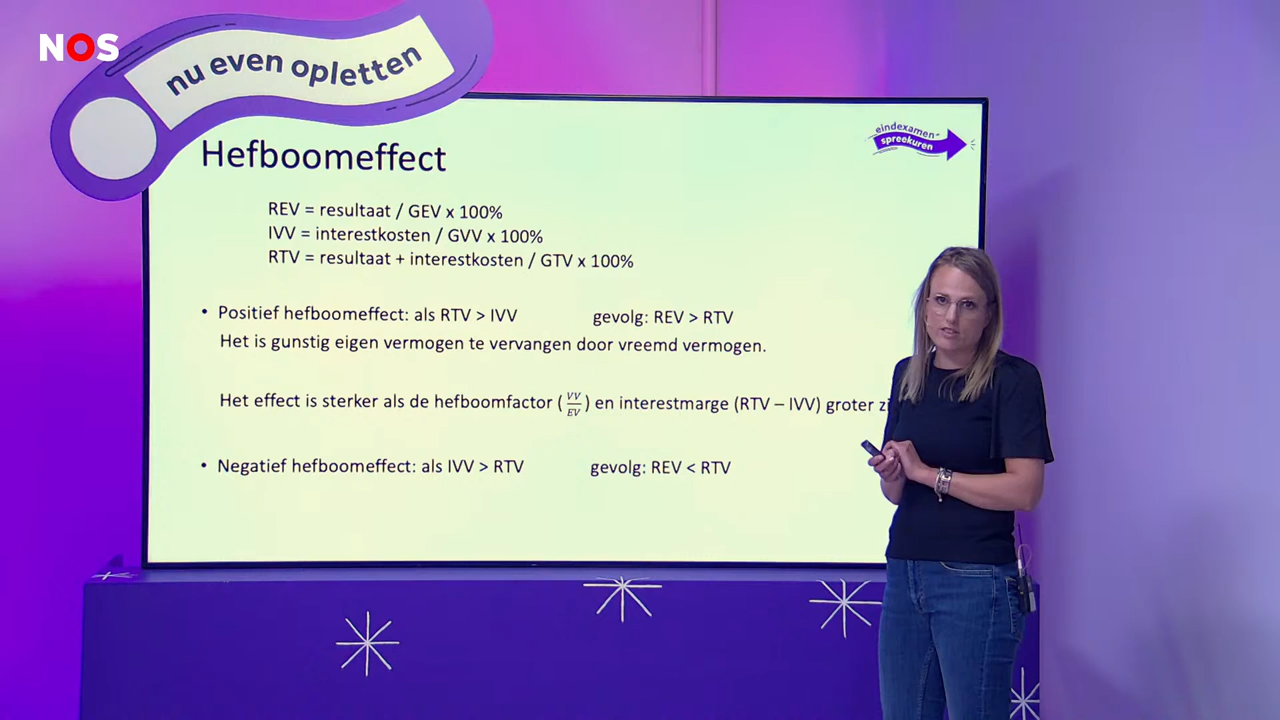 NOS
nu even opletten
eindexamen-
spreekuren
Hefboomeffect
REV = resultaat / GEV x 100%
IVV = interestkosten / GVV x 100%
RTV = resultaat + interestkosten / GTV x 100%
• Positief hefboomeffect: als RTV > IVV gevolg: REV > RTV
Het is gunstig eigen vermogen te vervangen door vreemd vermogen.
Het effect is sterker als de hefboomfactor (VV/EV) en interestmarge (RTV – IVV) groter
• Negatief hefboomeffect: als IVV > RTV gevolg: REV < RTV